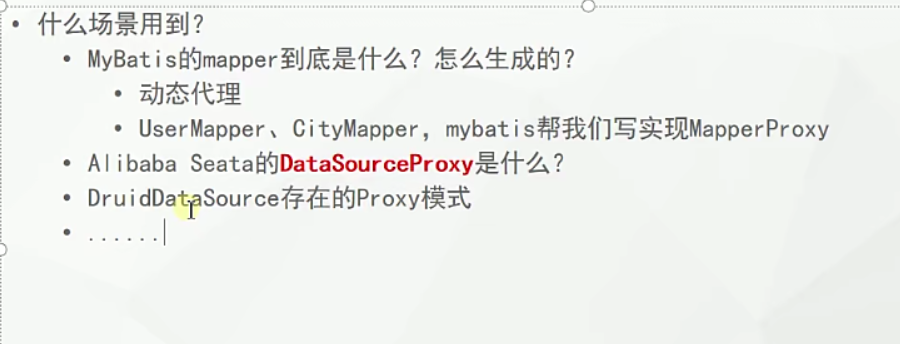 什么场景用到?
MyBatis的mapper到底是什么? 怎么生成的?
动态代理
UserMapper、CityMapper，mybatis帮我们写实现MapperProxy
Alibaba Seata的DataSourceProxy是什么?
DruidDataSource存在的Proxy模式
......